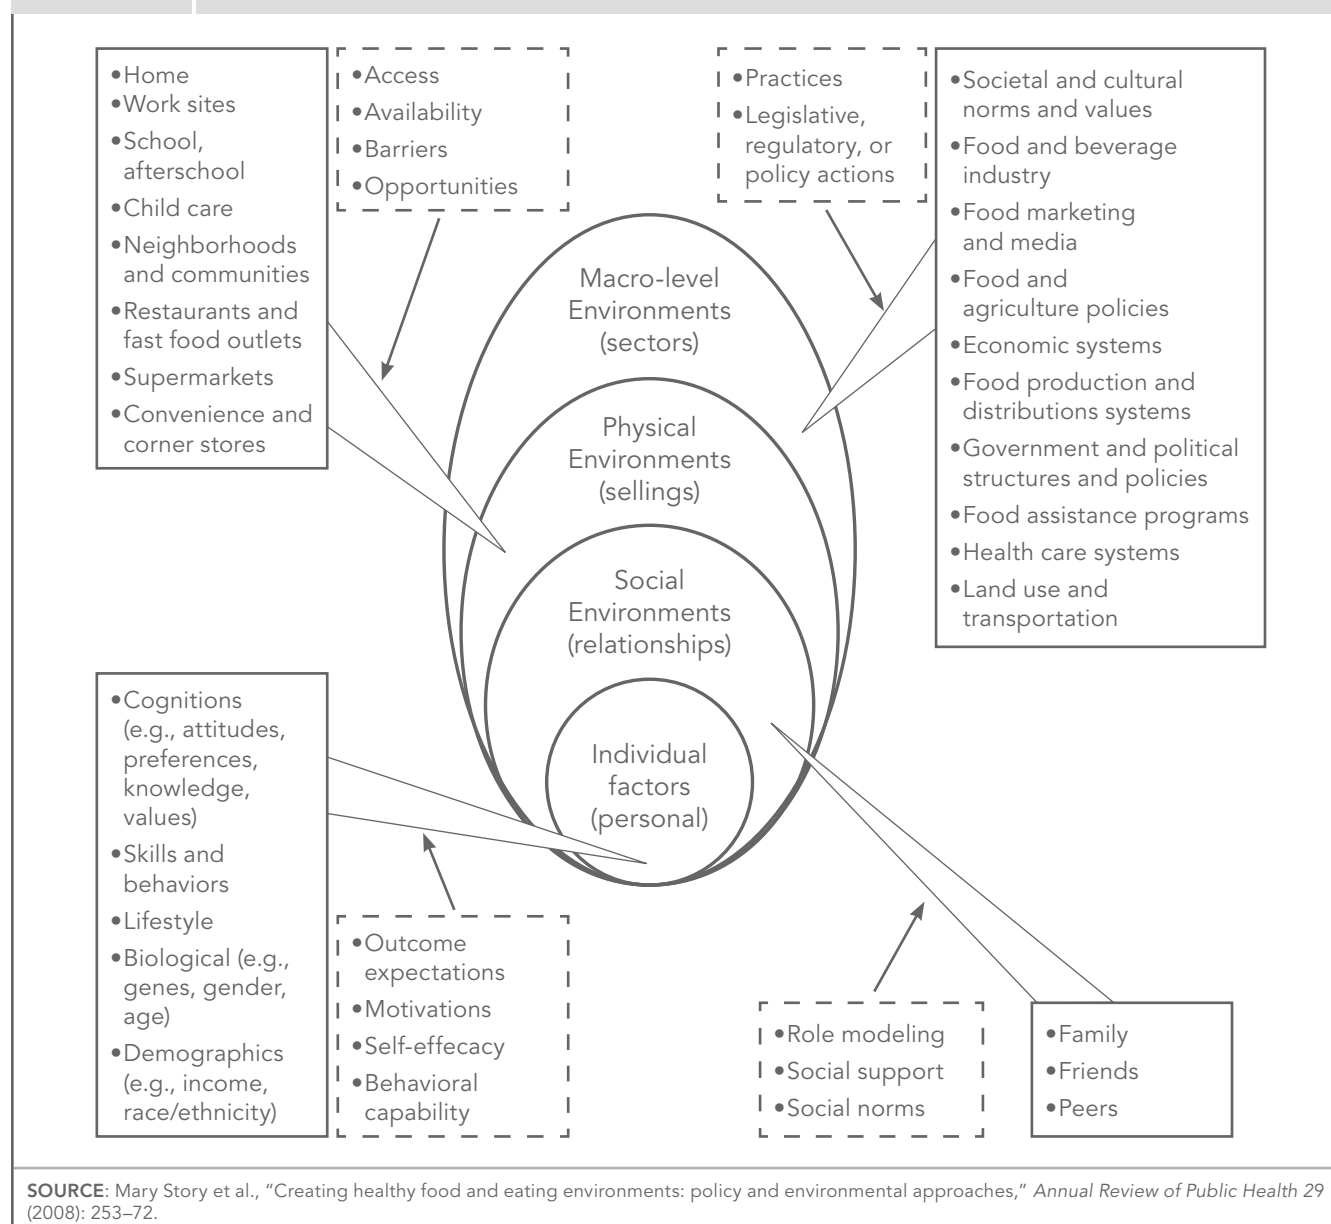 •Home
•Work sites
•School,
afterschool
•Child care
•Neighborhoods
and communities
•Restaurants and
fast food outlets
•Supermarkets
•Convenience and
corner stores
•Access
•Availability
•Barriers
•Opportunities
•Practices
•Legislative,
regulatory, or
policy actions
•Societal and cultural
norms and values
•Food and beverage
industry
•Food marketing
and media
•Food and
agriculture policies
•Economic systems
•Food production and
distributions systems
•Government and political
structures and policies
•Food assistance programs
•Health care systems
•Land use and
transportation
Macro-level
Environments
(sectors)
Physical
Environments
(sellings)
Social
Environments
(relationships)
Individual
factors
(personal)
•Cognitions
(e.g., attitudes,
preferences,
knowledge,
values)
•Skills and
behaviors
•Lifestyle
•Biological (e.g.,
genes, gender,
age)
•Demographics
(e.g., income,
race/ethnicity)
•Outcome
expectations
•Motivations
•Self-effecacy
•Behavioral
capability
•Role modeling
•Social support
•Social norms
•Family
•Friends
•Peers
SOURCE: Mary Story et al., “Creating healthy food and eating environments: policy and environmental approaches,” Annual Review of Public Health 29
(2008): 253–72.